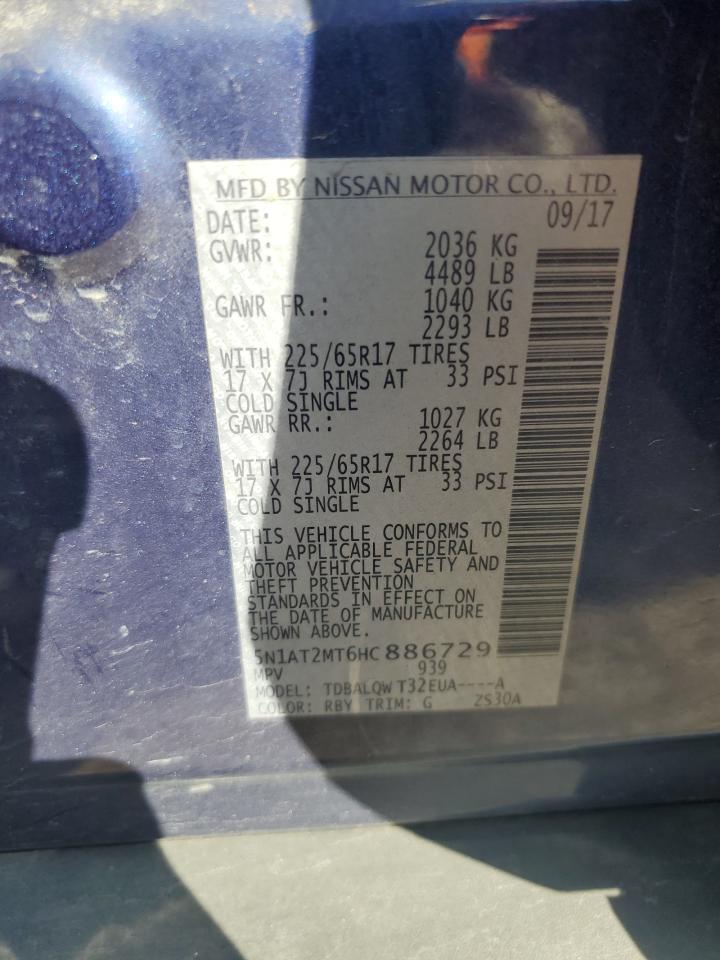 MFD BY NISSAN MOTOR CO., LTD.
DATE: 09/17
GVWR: 2036 KG
4489 LB
GAWR FR.: 1040 KG
2293 LB
WITH 225/65R17 TIRES
17 X 7J RIMS AT 33 PSI
COLD SINGLE
GAWR RR.: 1027 KG
2264 LB
WITH 225/65R17 TIRES
17 X 7J RIMS AT 33 PSI
COLD SINGLE
THIS VEHICLE CONFORMS TO
ALL APPLICABLE FEDERAL
MOTOR VEHICLE SAFETY AND
THEFT PREVENTION
STANDARDS IN EFFECT ON
THE DATE OF MANUFACTURE
SHOWN ABOVE.
5N1AT2MT6HC886729
MPV 939
MODEL: TDBALQW T32EUA----A
COLOR: RBY TRIM: G ZS30A